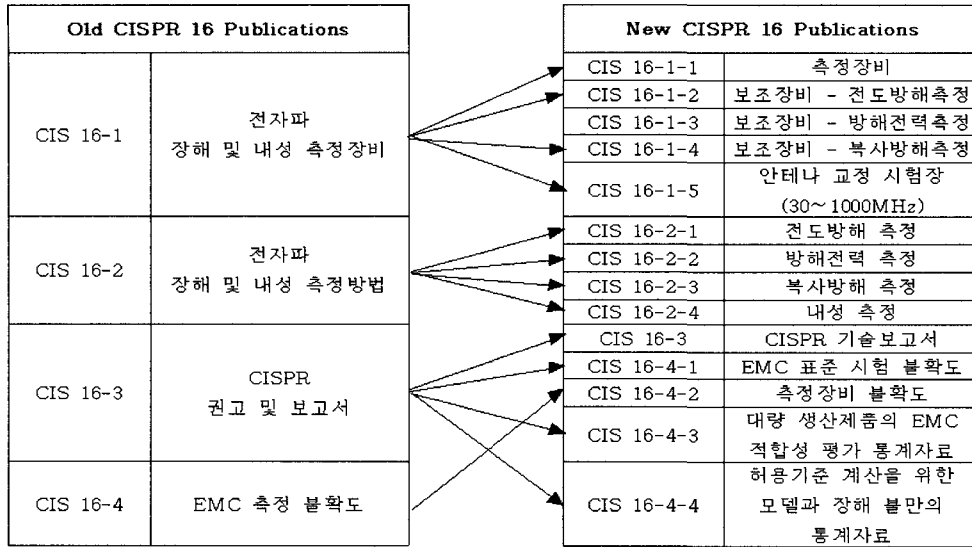 Old CISPR 16 Publications
CIS 16-1
전자파
장해 및 내성 측정장비
CIS 16-2
전자파
장해 및 내성 측정방법
CIS 16-3
CISPR
권고 및 보고서
CIS 16-4
EMC 측정 불확도
New CISPR 16 Publications
CIS 16-1-1 측정장비
CIS 16-1-2 보조장비 - 전도방해측정
CIS 16-1-3 보조장비 - 방해전력측정
CIS 16-1-4 보조장비 - 복사방해측정
CIS 16-1-5
안테나 교정 시험장
(30~1000MHz)
CIS 16-2-1 전도방해 측정
CIS 16-2-2 방해전력 측정
CIS 16-2-3 복사방해 측정
CIS 16-2-4 내성 측정
CIS 16-3 CISPR 기술보고서
CIS 16-4-1 EMC 표준 시험 불확도
CIS 16-4-2 측정장비 불확도
CIS 16-4-3
대량 생산제품의 EMC
적합성 평가 통계자료
CIS 16-4-4
허용기준 계산을 위한
모델과 장해 불만의
통계자료